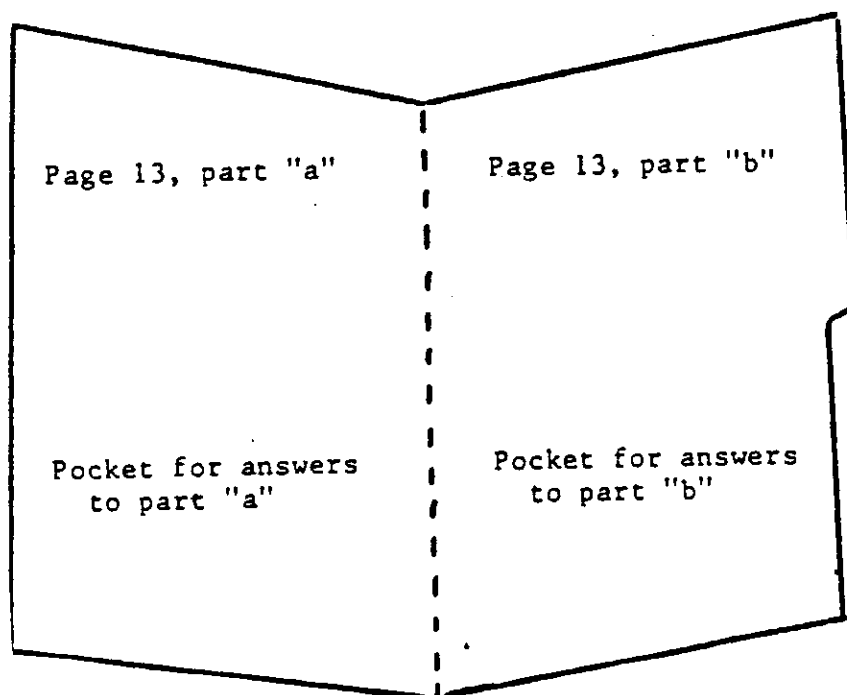 Page 13, part "a"
Pocket for answers
to part "a"
Page 13, part "b"
Pocket for answers
to part "b"